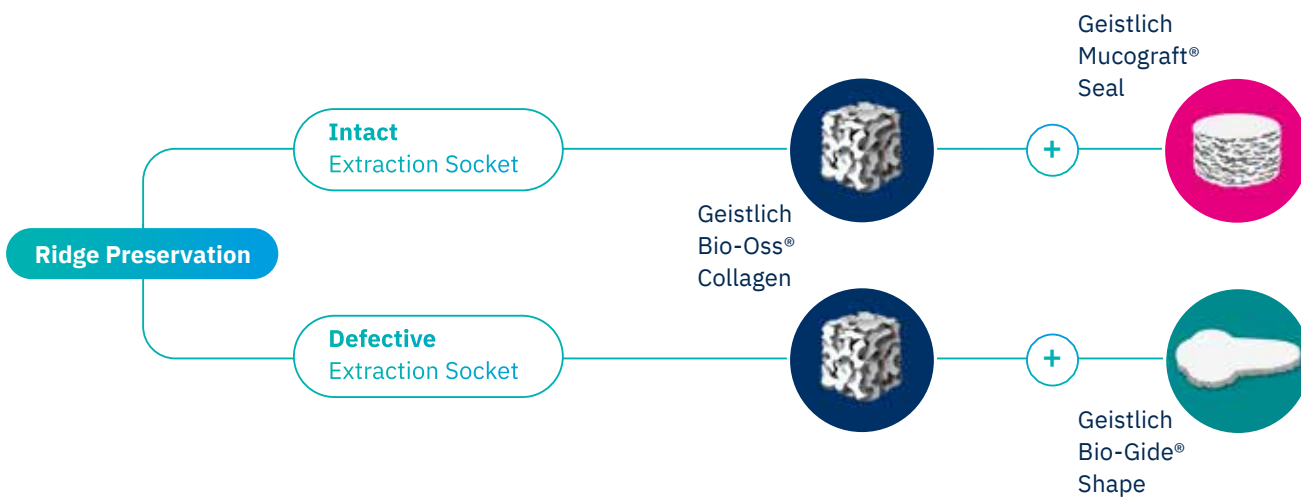 Geistlich
Mucograft®
Seal
Intact
Extraction Socket
+
Geistlich
Bio-Oss®
Collagen
Ridge Preservation
Defective
Extraction Socket
+
Geistlich
Bio-Gide®
Shape